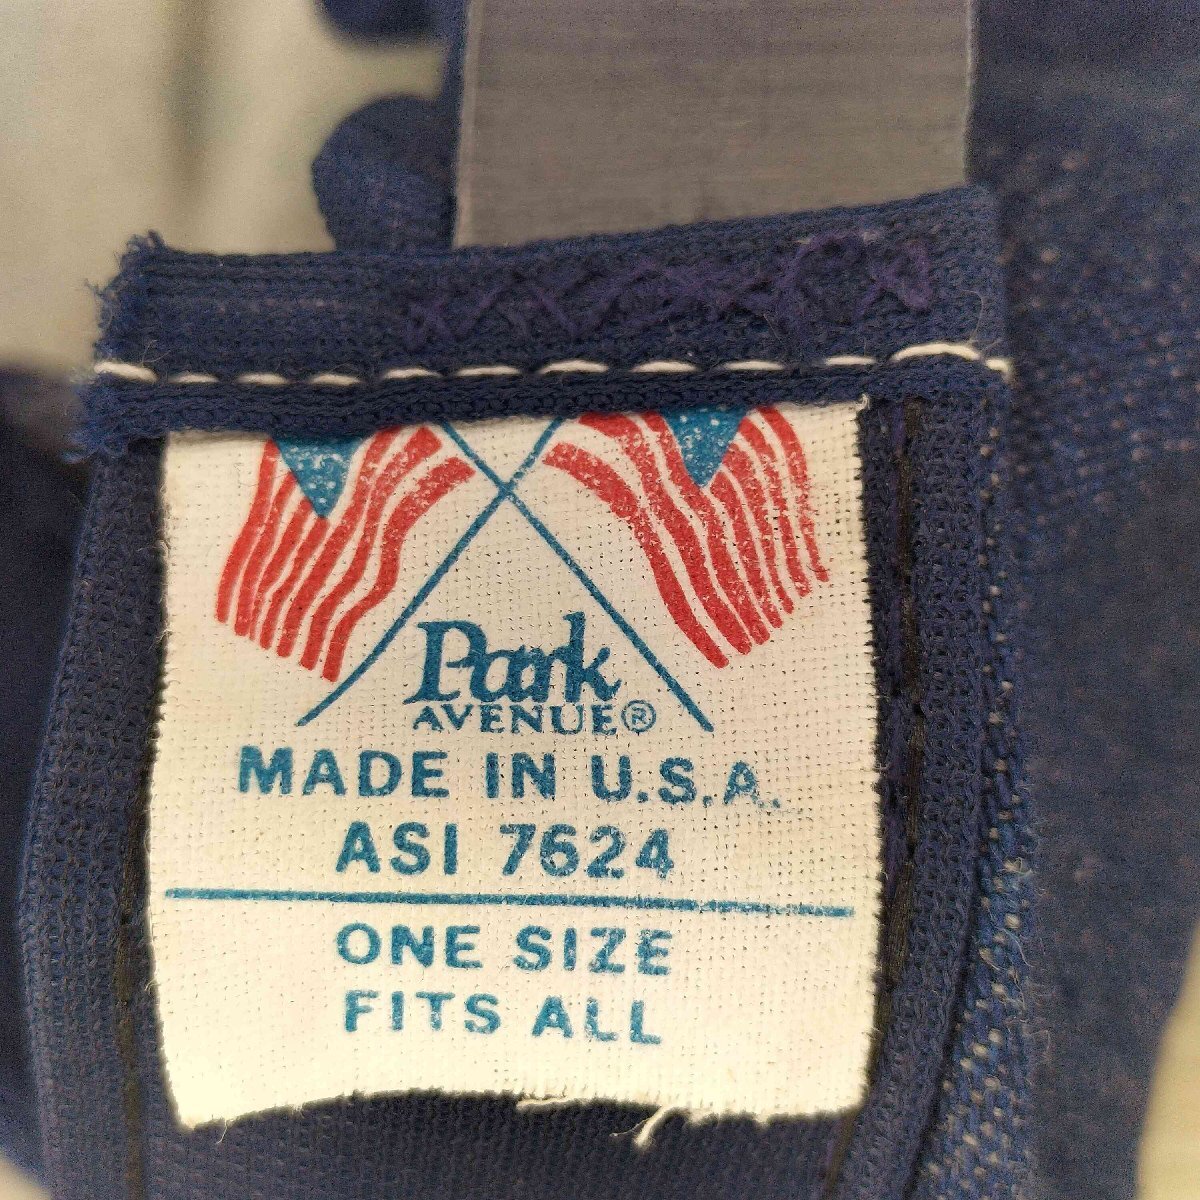 Park
AVENUE®
MADE IN U.S.A.
ASI 7624
ONE SIZE
FITS ALL